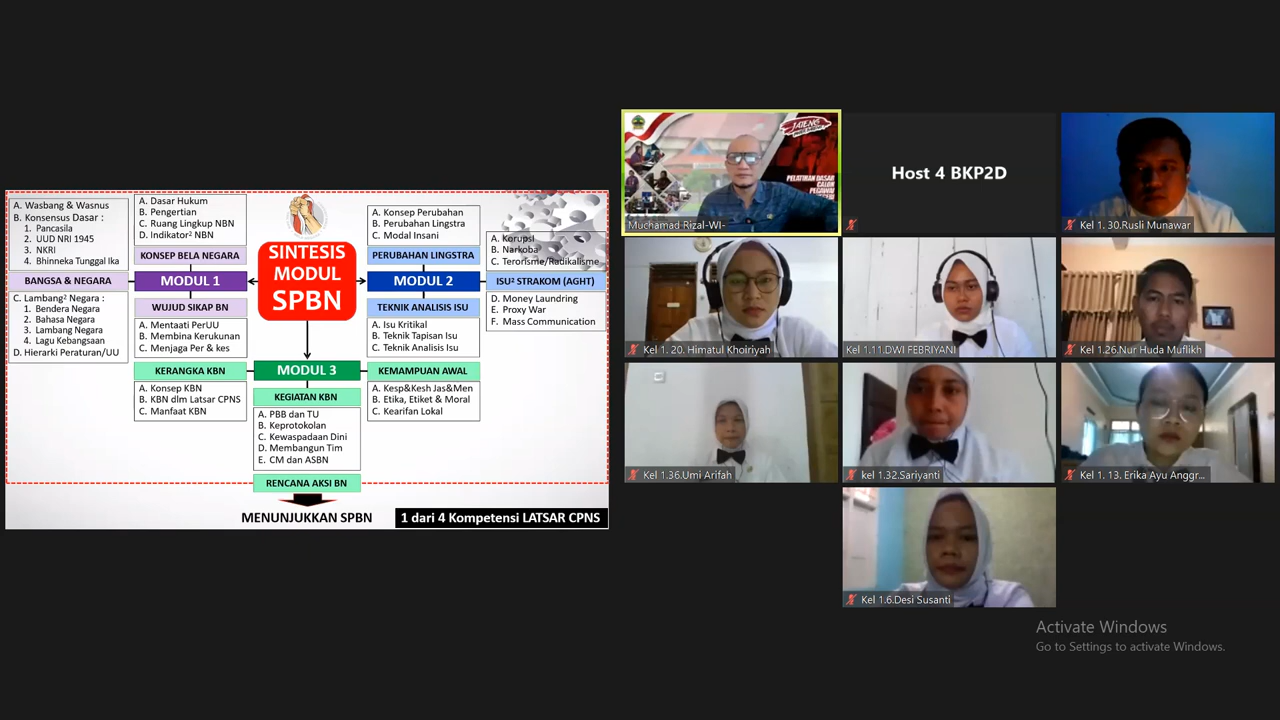 A. Wasbang & Wasnus
B. Konsensus Dasar :
1. Pancasila
2. UUD NRI 1945
3. NKRI
4. Bhinneka Tunggal Ika
BANGSA & NEGARA
C. Lambang² Negara :
1. Bendera Negara
2. Bahasa Negara
3. Lambang Negara
4. Lagu Kebangsaan
D. Hierarki Peraturan/UU
A. Dasar Hukum
B. Pengertian
C. Ruang Lingkup NBN
D. Indikator² NBN
KONSEP BELA NEGARA
MODUL 1
WUJUD SIKAP BN
A. Mentaati PerUU
B. Membina Kerukunan
C. Menjaga Per & kes
KERANGKA KBN
A. Konsep KBN
B. KBN dlm Latsar CPNS
C. Manfaat KBN
SINTESIS
MODUL
SPBN
MODUL 3
KEGIATAN KBN
A. PBB dan TU
B. Keprotokolan
C. Kewaspadaan Dini
D. Membangun Tim
E. CM dan ASBN
RENCANA AKSI BN
MENUNJUKKAN SPBN
A. Konsep Perubahan
B. Perubahan Lingstra
C. Modal Insani
PERUBAHAN LINGSTRA
MODUL 2
TEKNIK ANALISIS ISU
A. Isu Kritikal
B. Teknik Tapisan Isu
C. Teknik Analisis Isu
KEMAMPUAN AWAL
A. Kesp&Kesh Jas&Men
B. Etika, Etiket & Moral
C. Kearifan Lokal
A. Korupsi
B. Narkoba
C. Terorisme/Radikalisme
ISU² STRAKOM (AGHT)
D. Money Laundring
E. Proxy War
F. Mass Communication
1 dari 4 Kompetensi LATSAR CPNS
JATENG
PELATIHAN DASAR
CALON
PEGAWAI
Muchamad Rizal-WI-
Host 4 BKP2D
Kel 1. 30.Rusli Munawar
Kel 1. 20. Himatul Khoiriyah
Kel 1.11.DWI FEBRIYANI
Kel 1.26.Nur Huda Muflikh
Kel 1.36.Umi Arifah
kel 1.32.Sariyanti
Kel 1. 13. Erika Ayu Anggr...
Kel 1.6.Desi Susanti
Activate Windows
Go to Settings to activate Windows.